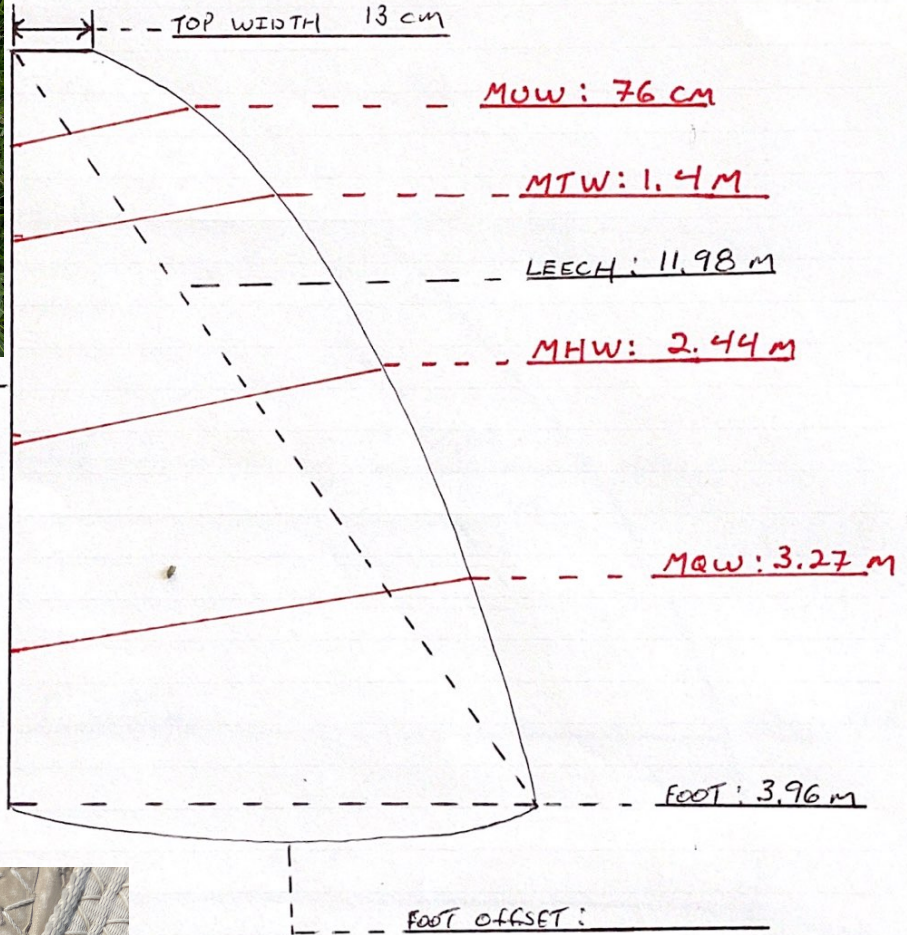 TOP WIDTH 13 cm
MUW: 76 CM
MTW: 1.4 M
LEECH: 11.98 M
MHW: 2.44 M
MQW: 3.27 M
FOOT: 3.96 m
FOOT OFFSET: